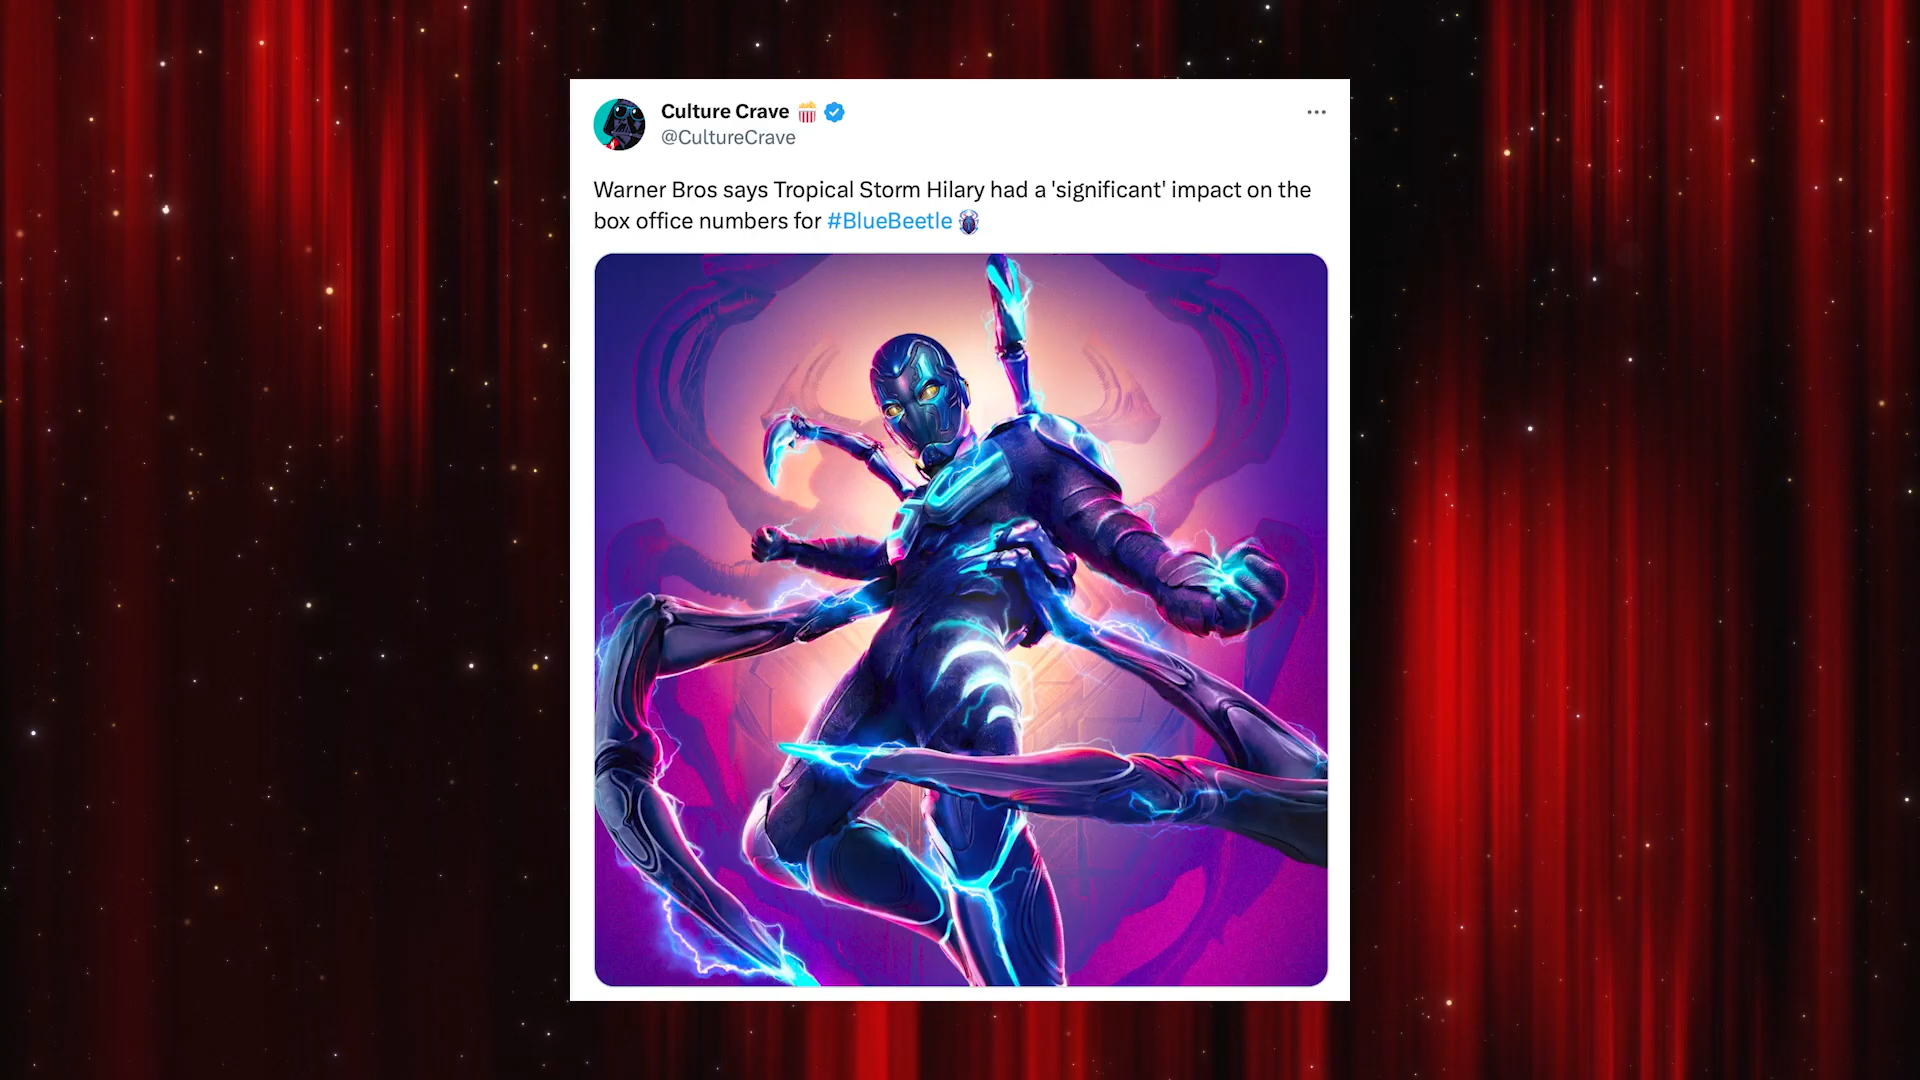 Culture Crave 🍿
@CultureCrave
Warner Bros says Tropical Storm Hilary had a 'significant' impact on the
box office numbers for #BlueBeetle